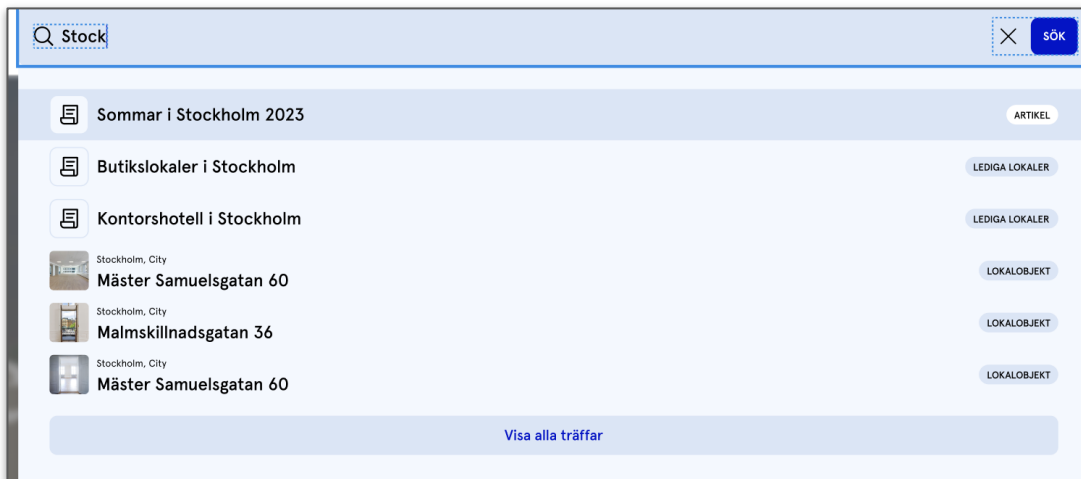 Stock
SÖK
Sommar i Stockholm 2023
ARTIKEL
Butikslokaler i Stockholm
LEDIGA LOKALER
Kontorshotell i Stockholm
LEDIGA LOKALER
Stockholm, City
Mäster Samuelsgatan 60
LOKALOBJEKT
Stockholm, City
Malmskillnadsgatan 36
LOKALOBJEKT
Stockholm, City
Mäster Samuelsgatan 60
LOKALOBJEKT
Visa alla träffar